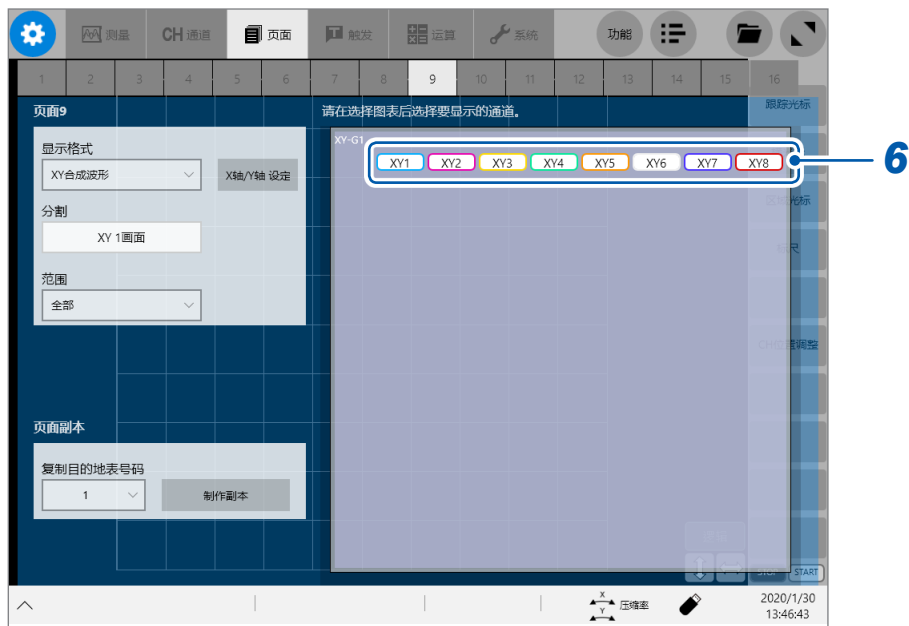 测量 CH 通道 页面 触发 运算 系统 功能
1 2 3 4 5 6 7 8 9 10 11 12 13 14 15 16
页面9
请在选择图表后选择要显示的通道。
跟踪光标
显示格式
XY-G1
XY1 XY2 XY3 XY4 XY5 XY6 XY7 XY8
6
XY合成波形
X轴/Y轴 设定
分割
XY 1画面
范围
全部
页面副本
复制目的地表号码
1
制作副本
START
X
Y
压缩率
2020/1/30
13:46:43